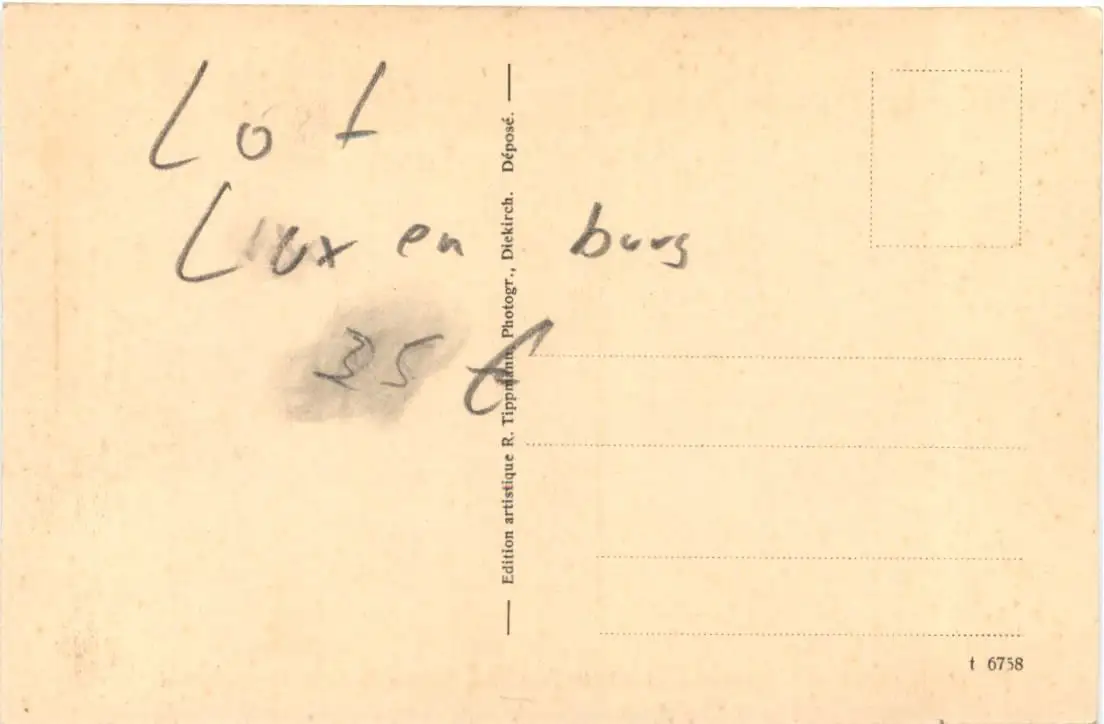 Lot
Luxenburg
35 €
— Edition artistique R. Tippmann, Photogr., Diekirch. Déposé. —
t 6758